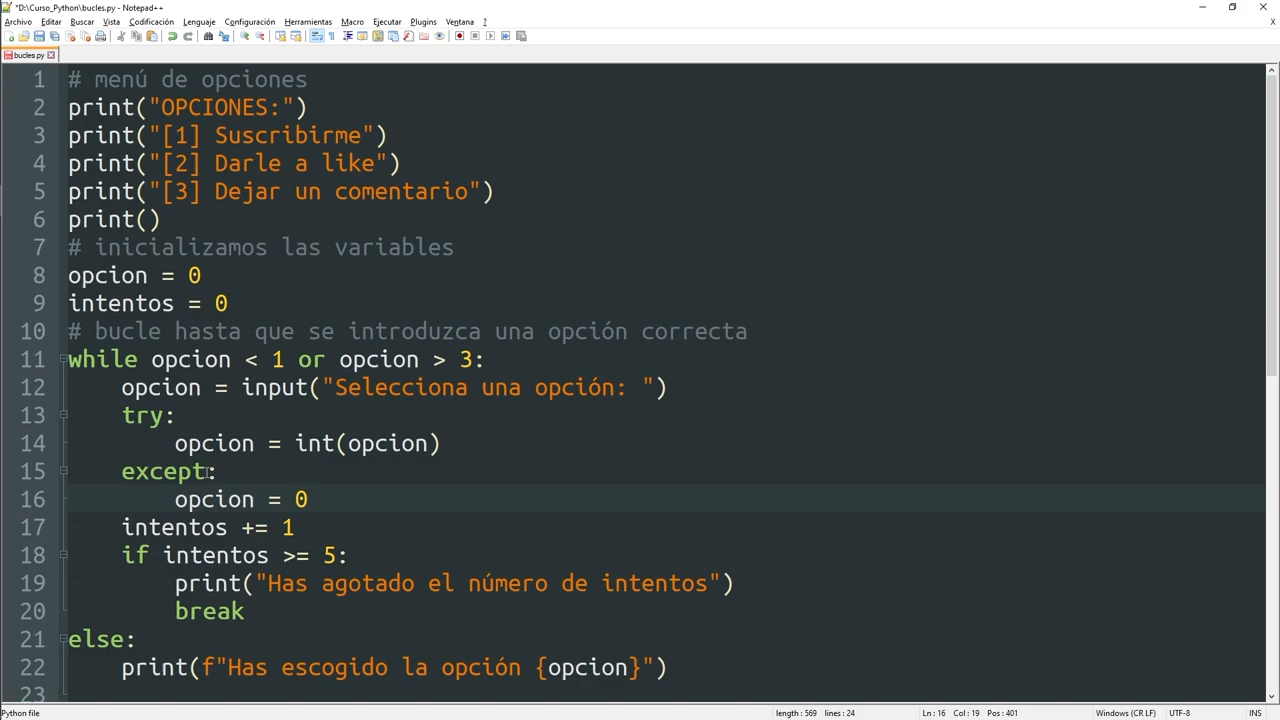 *D:\Curso_Python\bucles.py - Notepad++
Archivo Editar Buscar Vista Codificación Lenguaje Configuración Herramientas Macro Ejecutar Plugins Ventana ?
X
bucles.py
1 # menú de opciones
2 print("OPCIONES:")
3 print("[1] Suscribirme")
4 print("[2] Darle a like")
5 print("[3] Dejar un comentario")
6 print()
7 # inicializamos las variables
8 opcion = 0
9 intentos = 0
10 # bucle hasta que se introduzca una opción correcta
11 while opcion < 1 or opcion > 3:
12     opcion = input("Selecciona una opción: ")
13     try:
14         opcion = int(opcion)
15     except:
16         opcion = 0
17     intentos += 1
18     if intentos >= 5:
19         print("Has agotado el número de intentos")
20         break
21 else:
22     print(f"Has escogido la opción {opcion}")
23
Python file length : 569 lines : 24 Ln : 16 Col : 19 Pos : 401 Windows (CR LF) UTF-8 INS